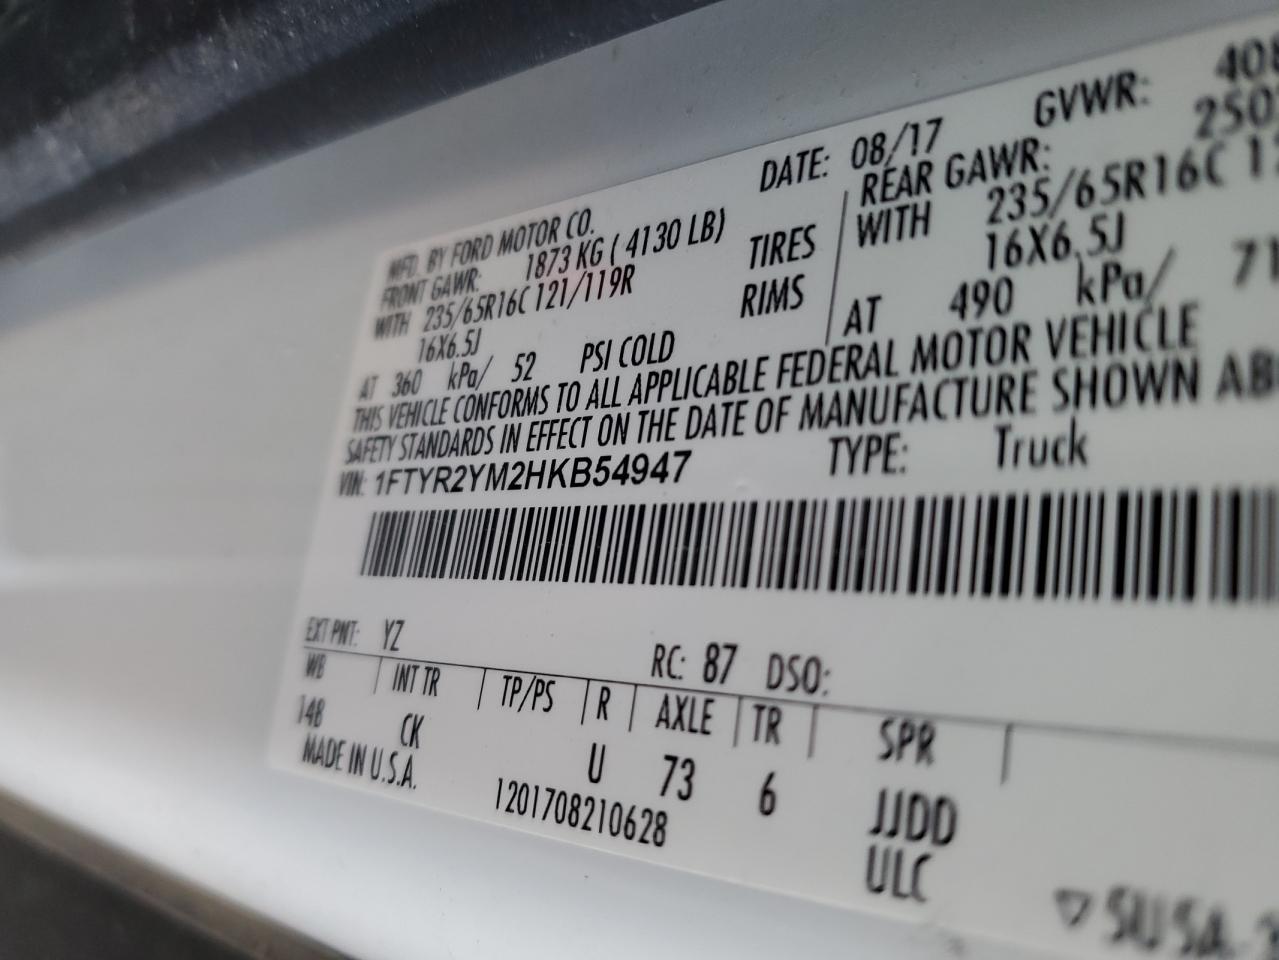 MFD. BY FORD MOTOR CO.
DATE: 08/17
GVWR:
FRONT GAWR: 1873 KG ( 4130 LB)
REAR GAWR:
WITH 235/65R16C 121/119R
TIRES
WITH 235/65R16C
16X6.5J
RIMS
16X6.5J
AT 360 kPa/ 52 PSI COLD
AT 490 kPa/ 71
THIS VEHICLE CONFORMS TO ALL APPLICABLE FEDERAL MOTOR VEHICLE
SAFETY STANDARDS IN EFFECT ON THE DATE OF MANUFACTURE SHOWN
VIN: 1FTYR2YM2HKB54947
TYPE: Truck
EXT PNT: YZ
RC: 87 DSO:
WB INT TR TP/PS R AXLE TR SPR
148 CK U 73 6 JJDD
MADE IN U.S.A.
1201708210628
ULC